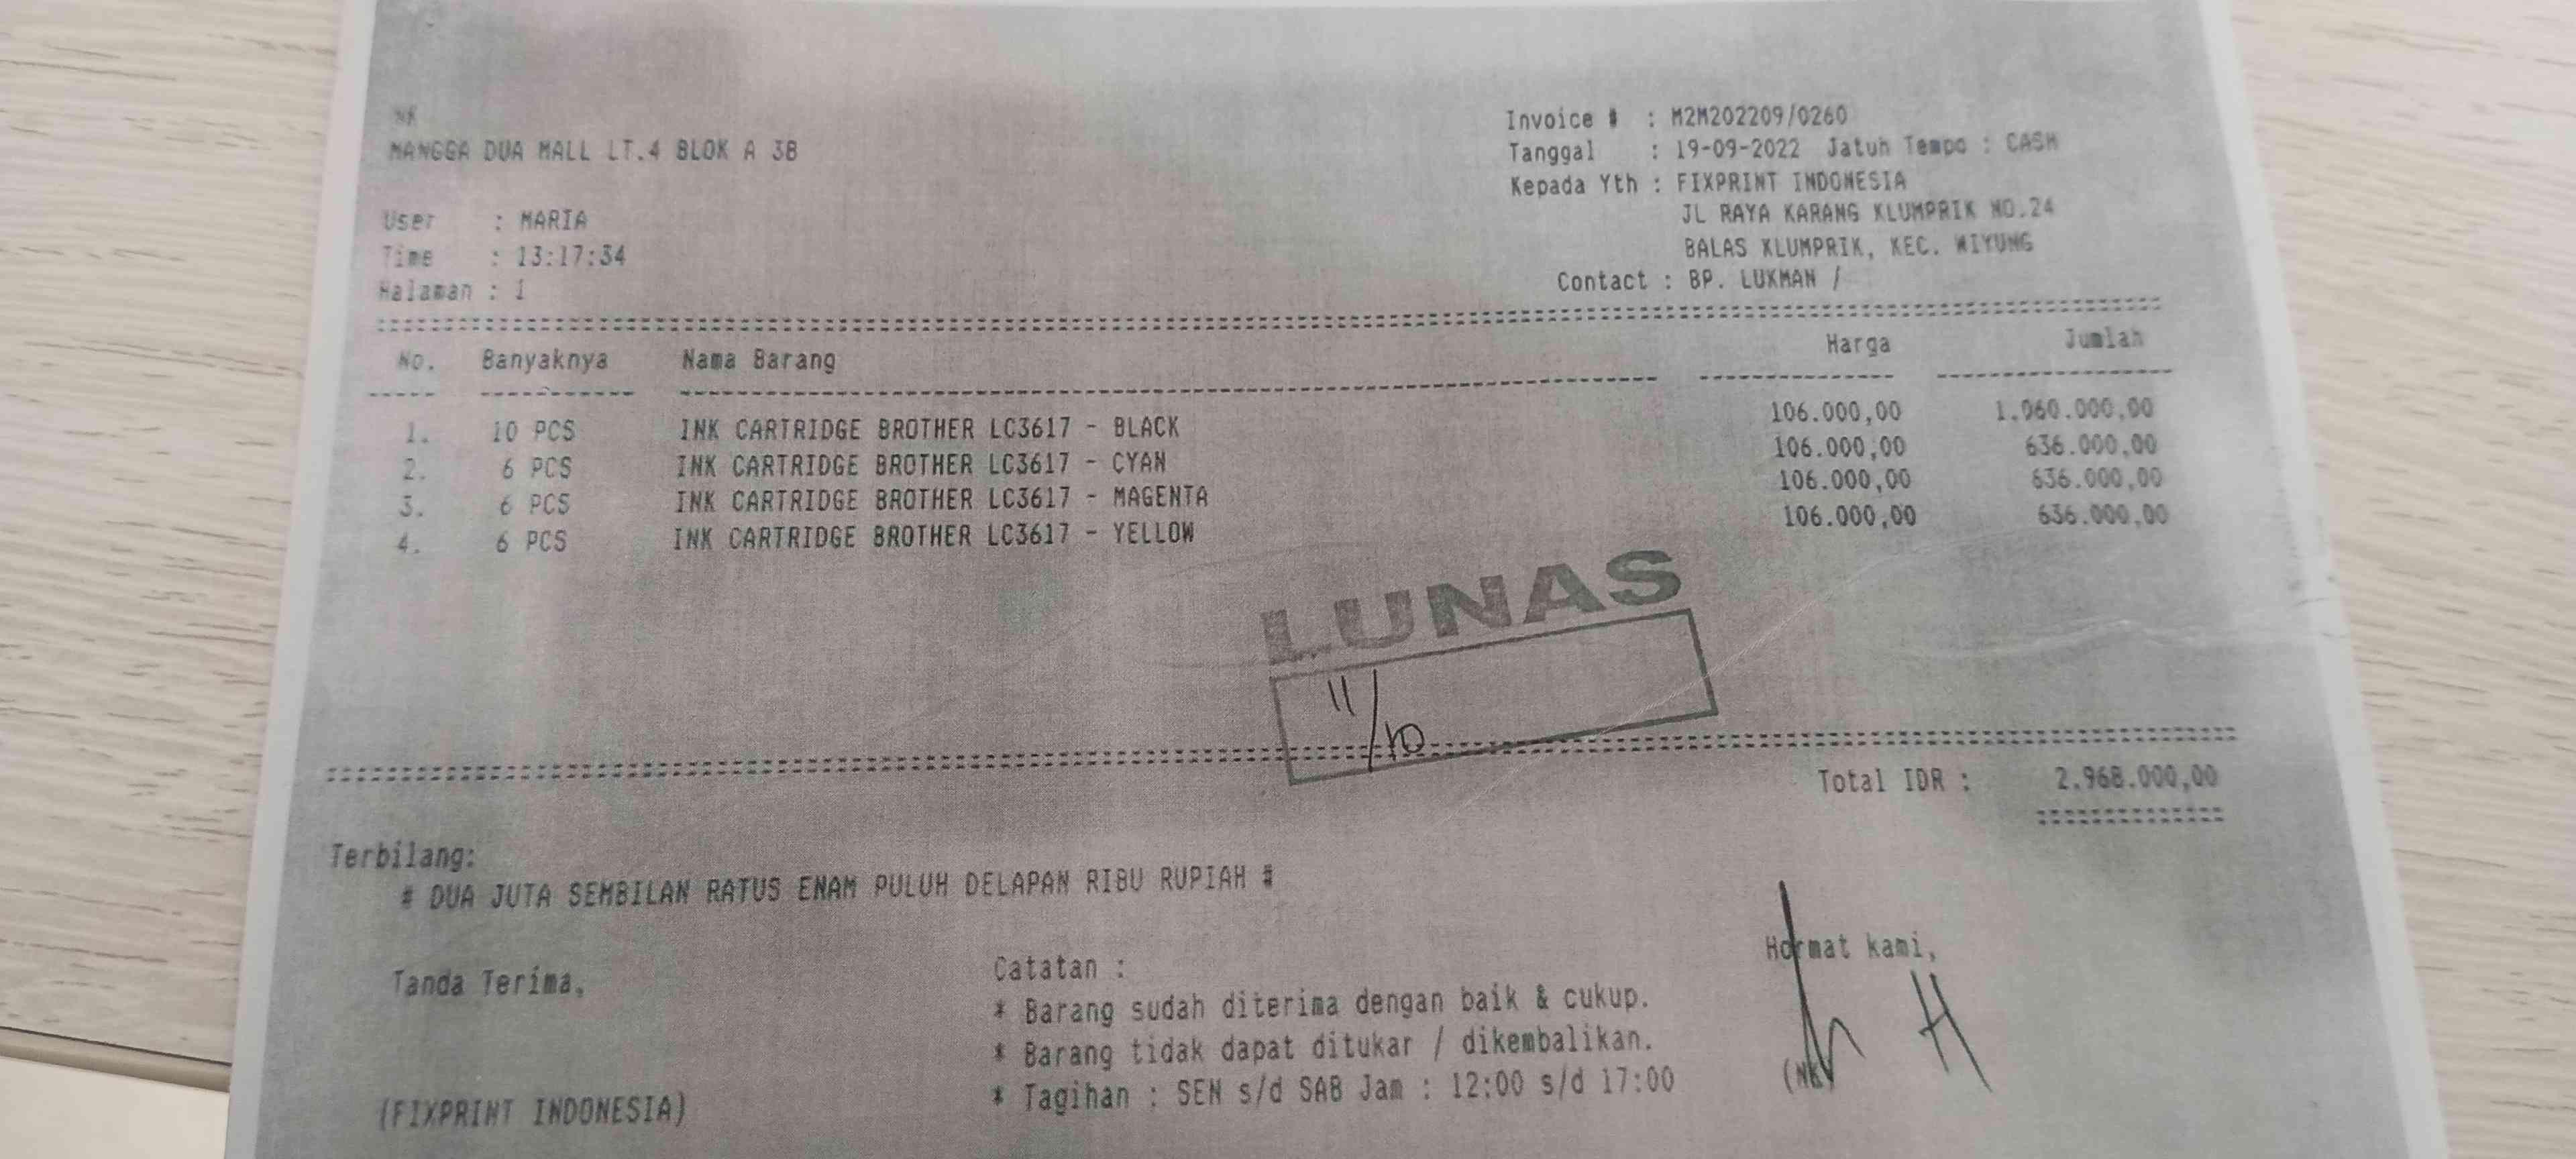 NK
MANGGA DUA MALL LT.4 BLOK A 38
User : MARIA
Time : 13:17:34
Halaman : 1
Invoice # : M2M202209/0260
Tanggal : 19-09-2022 Jatuh Tempo : CASH
Kepada Yth : FIXPRINT INDONESIA
JL RAYA KARANG KLUMPRIK NO.24
BALAS KLUMPRIK, KEC. WIYUNG
Contact : BP. LUKMAN /
No. Banyaknya Nama Barang Harga Jumlah
1. 10 PCS INK CARTRIDGE BROTHER LC3617 - BLACK 106.000,00 1.060.000,00
2. 6 PCS INK CARTRIDGE BROTHER LC3617 - CYAN 106.000,00 636.000,00
3. 6 PCS INK CARTRIDGE BROTHER LC3617 - MAGENTA 106.000,00 636.000,00
4. 6 PCS INK CARTRIDGE BROTHER LC3617 - YELLOW 106.000,00 636.000,00
LUNAS
11/10
Total IDR : 2.968.000,00
Terbilang:
# DUA JUTA SEMBILAN RATUS ENAM PULUH DELAPAN RIBU RUPIAH #
Tanda Terima,
(FIXPRINT INDONESIA)
Catatan :
* Barang sudah diterima dengan baik & cukup.
* Barang tidak dapat ditukar / dikembalikan.
* Tagihan : SEN s/d SAB Jam : 12:00 s/d 17:00
Hormat kami,
(NK)